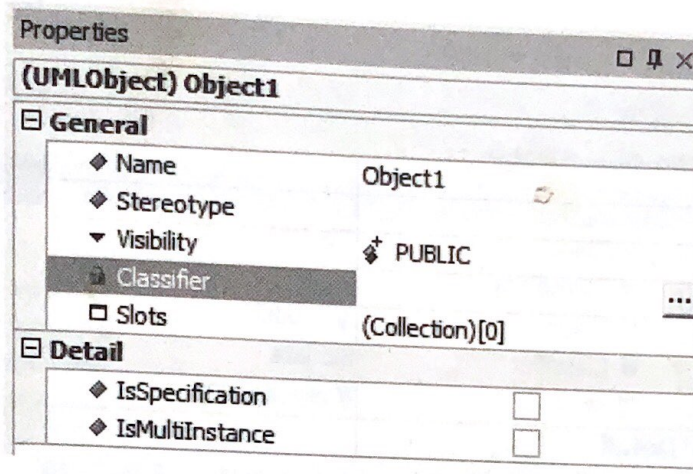 Properties
(UMLObject) Object1
General
Name Object1
Stereotype
Visibility PUBLIC
Classifier ...
Slots (Collection)[0]
Detail
IsSpecification
IsMultiInstance